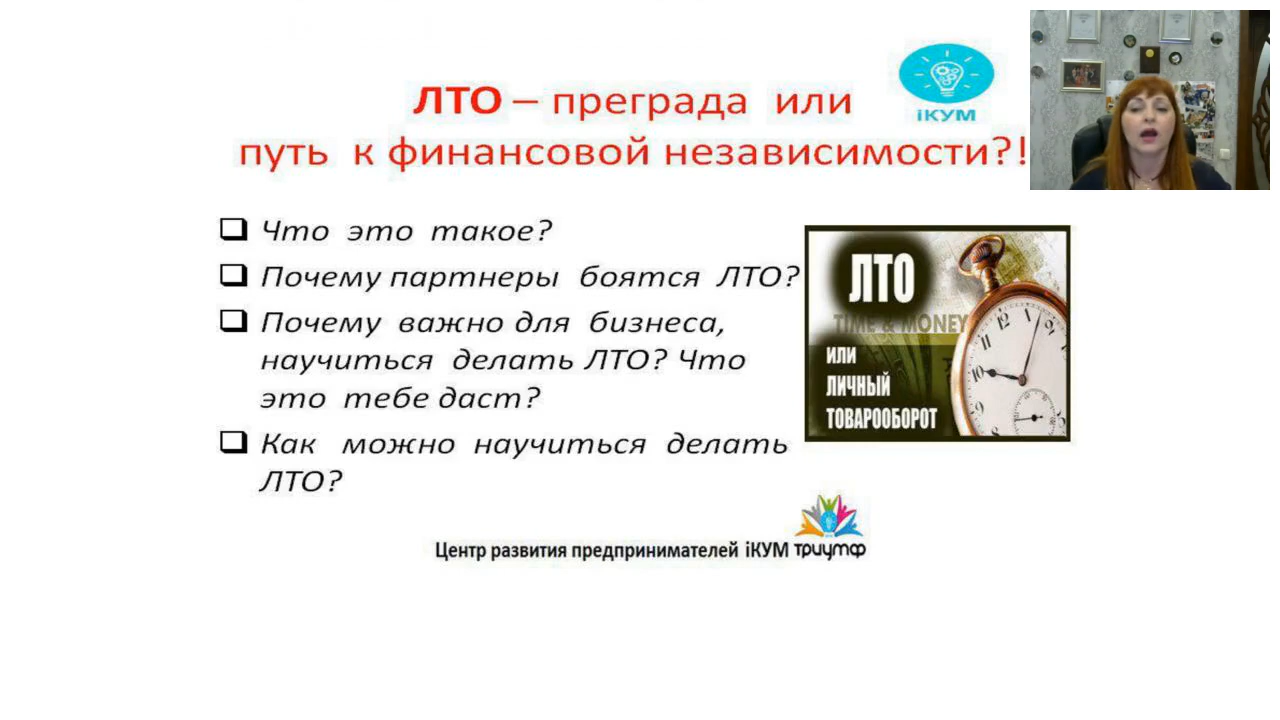 ЛТО – преграда или
путь к финансовой независимости?!
iКУМ
Что это такое?
Почему партнеры боятся ЛТО?
Почему важно для бизнеса,
научиться делать ЛТО? Что
это тебе даст?
Как можно научиться делать
ЛТО?
ЛТО
TIME & MONEY
ИЛИ
ЛИЧНЫЙ
ТОВАРООБОРОТ
Центр развития предпринимателей iКУМ триумф